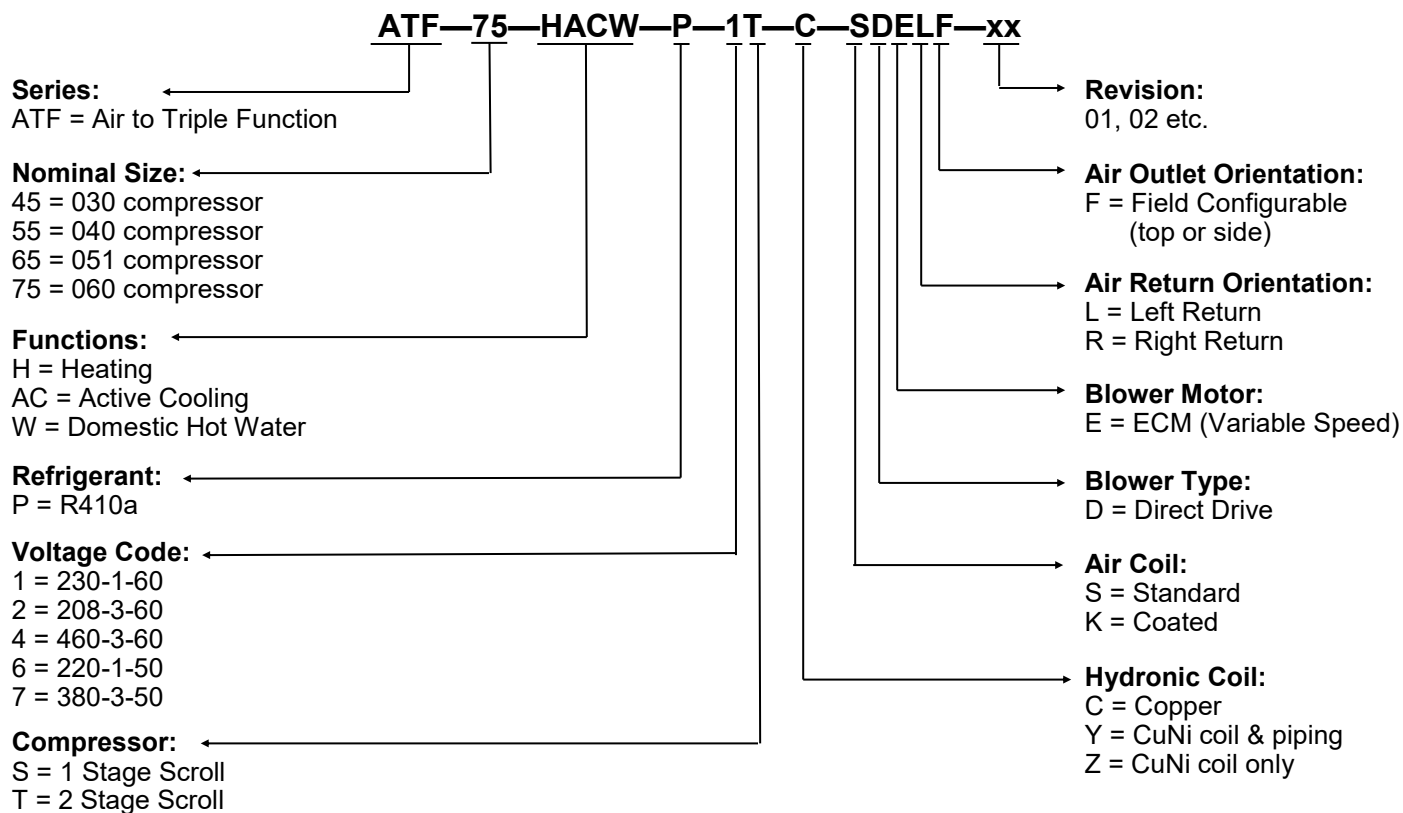 ATF—75—HACW—P—1T—C—SDELF—xx
Series:
ATF = Air to Triple Function
Nominal Size:
45 = 030 compressor
55 = 040 compressor
65 = 051 compressor
75 = 060 compressor
Functions:
H = Heating
AC = Active Cooling
W = Domestic Hot Water
Refrigerant:
P = R410a
Voltage Code:
1 = 230-1-60
2 = 208-3-60
4 = 460-3-60
6 = 220-1-50
7 = 380-3-50
Compressor:
S = 1 Stage Scroll
T = 2 Stage Scroll
Revision:
01, 02 etc.
Air Outlet Orientation:
F = Field Configurable
(top or side)
Air Return Orientation:
L = Left Return
R = Right Return
Blower Motor:
E = ECM (Variable Speed)
Blower Type:
D = Direct Drive
Air Coil:
S = Standard
K = Coated
Hydronic Coil:
C = Copper
Y = CuNi coil & piping
Z = CuNi coil only